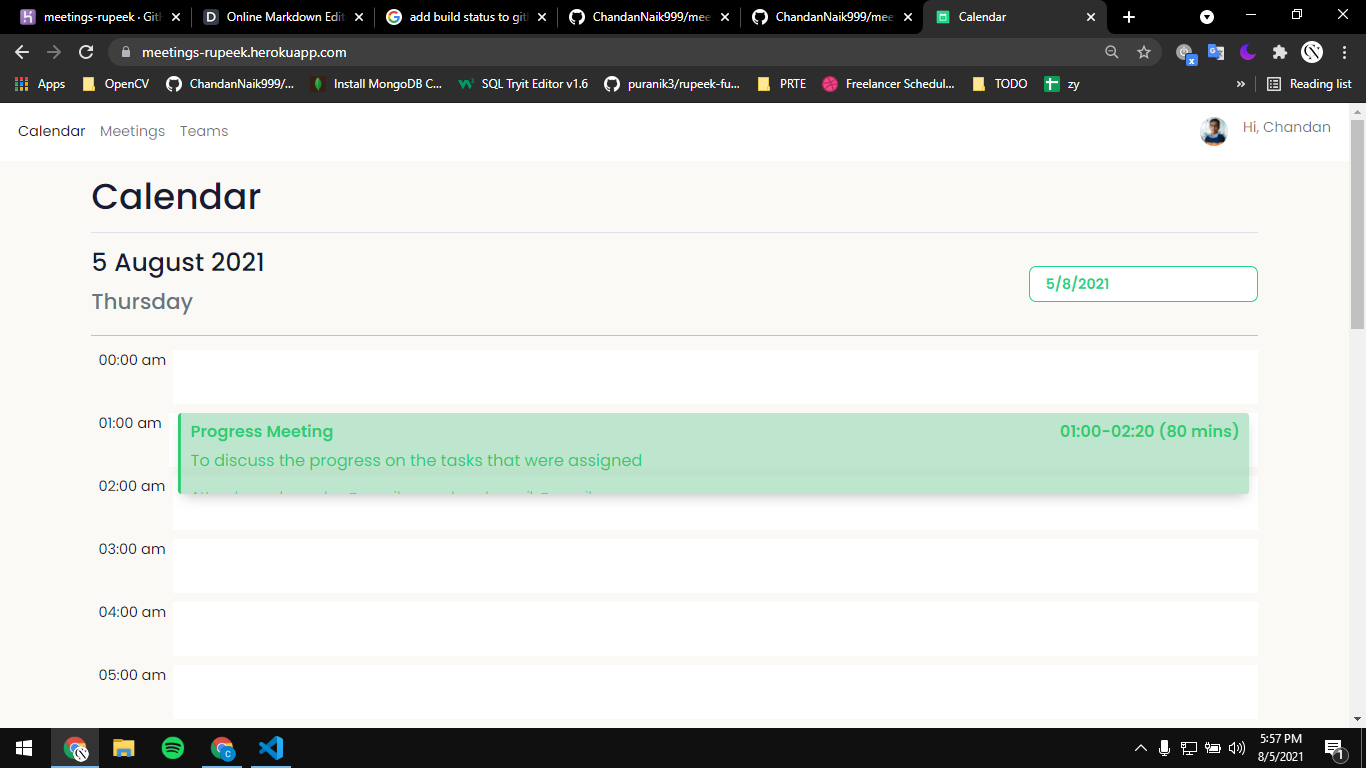 meetings-rupeek · Gith
Online Markdown Edit
add build status to gith
ChandanNaik999/mee
ChandanNaik999/mee
Calendar
meetings-rupeek.herokuapp.com
Apps
OpenCV
ChandanNaik999/...
Install MongoDB C...
SQL Tryit Editor v1.6
puranik3/rupeek-fu...
PRTE
Freelancer Schedul...
TODO
zy
»
Reading list
Calendar Meetings Teams
Hi, Chandan
Calendar
5 August 2021
Thursday
5/8/2021
00:00 am
01:00 am
Progress Meeting
01:00-02:20 (80 mins)
To discuss the progress on the tasks that were assigned
02:00 am
03:00 am
04:00 am
05:00 am
5:57 PM
8/5/2021
1